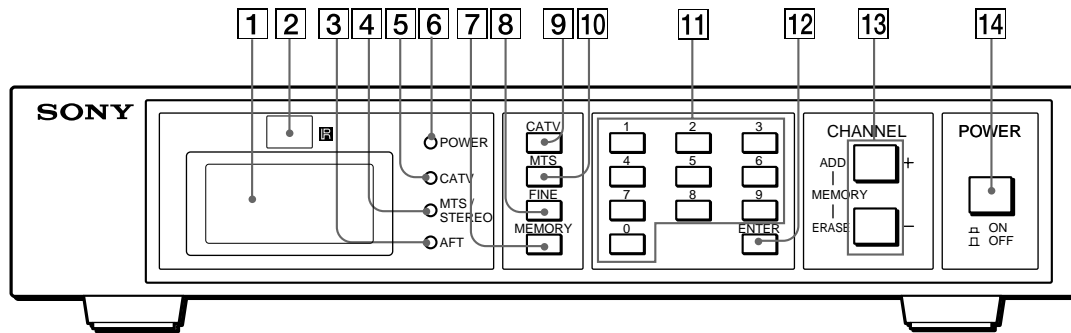 1 2 3 4 5 6 7 8 9 10 11 12 13 14
SONY
R
POWER
CATV
MTS /
STEREO
AFT
CATV
MTS
FINE
MEMORY
1 2 3
4 5 6
7 8 9
0 ENTER
CHANNEL
ADD +
MEMORY
ERASE −
POWER
ON
OFF